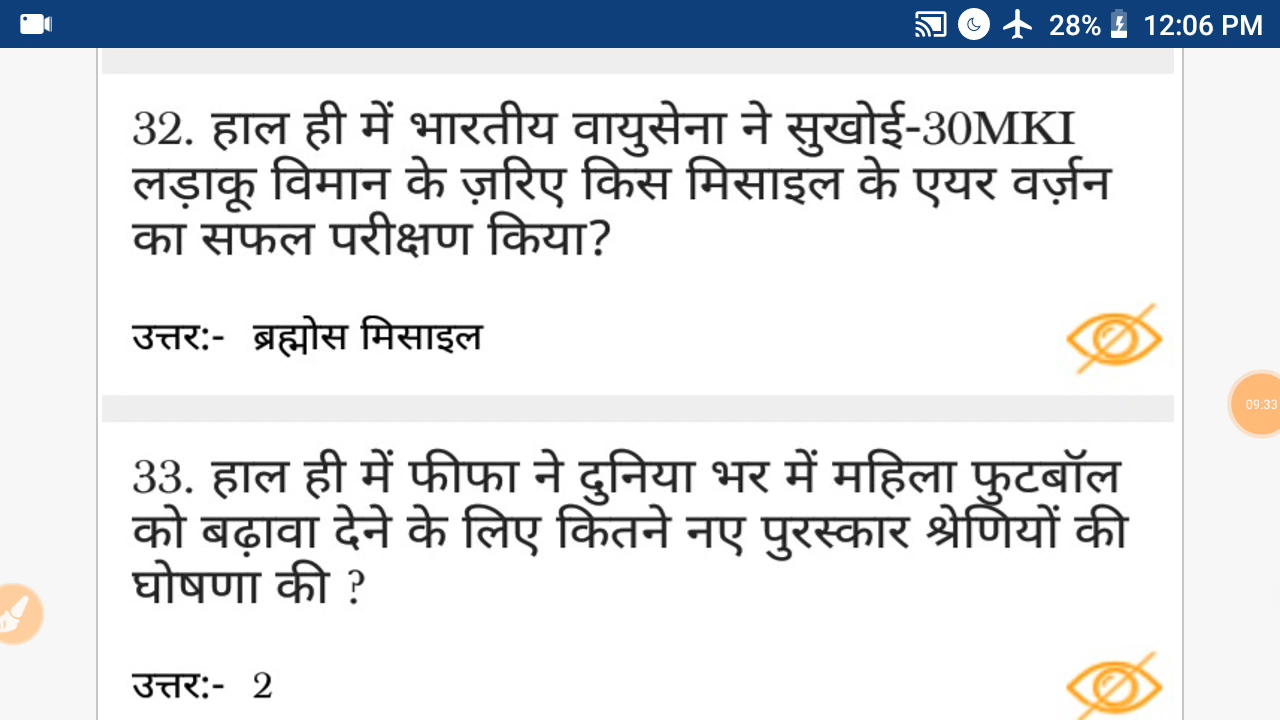 28% 12:06 PM
32. हाल ही में भारतीय वायुसेना ने सुखोई-30MKI
लड़ाकू विमान के ज़रिए किस मिसाइल के एयर वर्ज़न
का सफल परीक्षण किया?
उत्तर:- ब्रह्मोस मिसाइल
09:33
33. हाल ही में फीफा ने दुनिया भर में महिला फुटबॉल
को बढ़ावा देने के लिए कितने नए पुरस्कार श्रेणियों की
घोषणा की ?
उत्तर:- 2